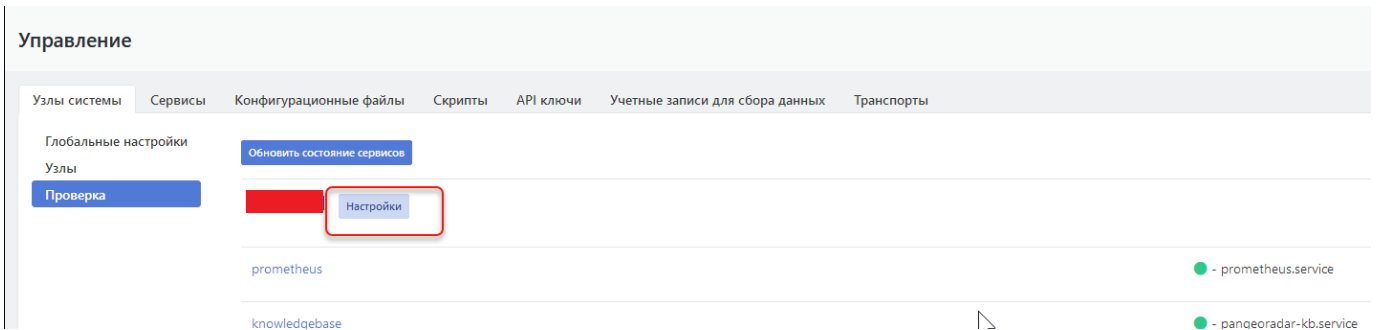 Управление
Узлы системы Сервисы Конфигурационные файлы Скрипты API ключи Учетные записи для сбора данных Транспорты
Глобальные настройки
Узлы
Проверка
Обновить состояние сервисов
Настройки
prometheus - prometheus.service
knowledgebase - pangeoradar-kb.service